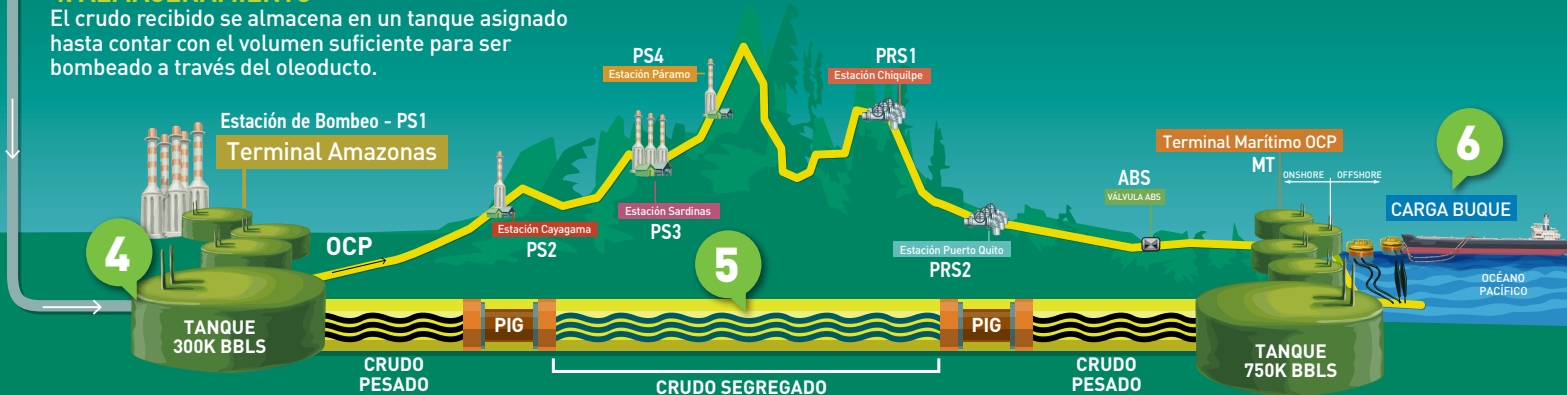 4. ALMACENAMIENTO
El crudo recibido se almacena en un tanque asignado
hasta contar con el volumen suficiente para ser
bombeado a través del oleoducto.
Estación de Bombeo - PS1
Terminal Amazonas
PS4
Estación Páramo
PRS1
Estación Chiquilpe
Terminal Marítimo OCP
MT
ONSHORE
OFFSHORE
6
CARGA BUQUE
ABS
VÁLVULA ABS
Estación Sardinas
PS3
Estación Cayagama
PS2
Estación Puerto Quito
PRS2
4
OCP
5
OCÉANO
PACÍFICO
TANQUE
300K BBLS
PIG
PIG
TANQUE
750K BBLS
CRUDO
PESADO
CRUDO SEGREGADO
CRUDO
PESADO